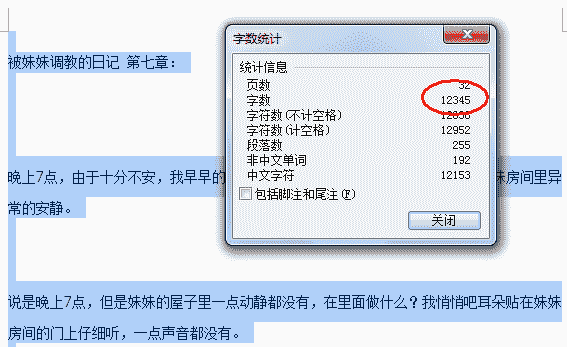 被妹妹调教的日记 第七章：
字数统计
统计信息
页数 32
字数 12345
字符数(不计空格) 12838
字符数(计空格) 12952
段落数 255
非中文单词 192
中文字符 12153
包括脚注和尾注(F)
关闭
晚上7点，由于十分不安，我早早的
妹房间里异
常的安静。
说是晚上7点，但是妹妹的屋子里一点动静都没有，在里面做什么？我悄悄吧耳朵贴在妹妹
房间的门上仔细听，一点声音都没有。